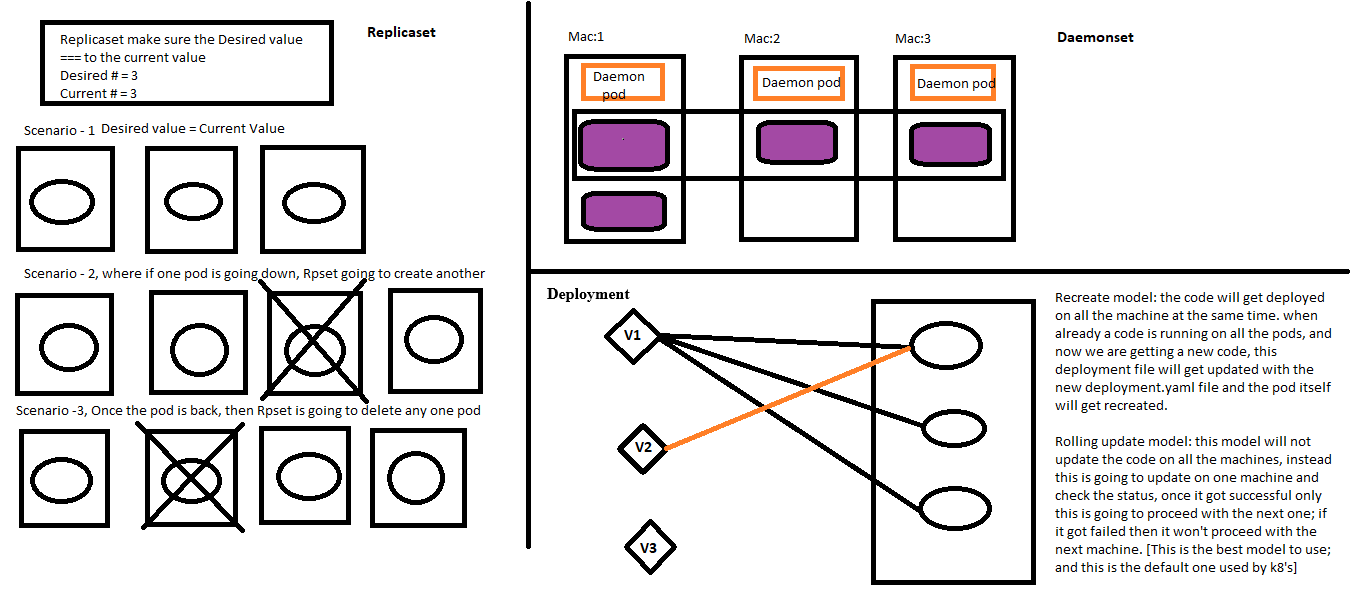 Replicaset
Replicaset make sure the Desired value
=== to the current value
Desired # = 3
Current # = 3
Scenario - 1 Desired value = Current Value
Scenario - 2, where if one pod is going down, Rpset going to create another
Scenario -3, Once the pod is back, then Rpset is going to delete any one pod
Daemonset
Mac:1
Mac:2
Mac:3
Daemon
pod
Daemon pod
Daemon pod
Deployment
V1
V2
V3
Recreate model: the code will get deployed
on all the machine at the same time. when
already a code is running on all the pods, and
now we are getting a new code, this
deployment file will get updated with the
new deployment.yaml file and the pod itself
will get recreated.
Rolling update model: this model will not
update the code on all the machines, instead
this is going to update on one machine and
check the status, once it got successful only
this is going to proceed with the next one; if
it got failed then it won't proceed with the
next machine. [This is the best model to use;
and this is the default one used by k8's]